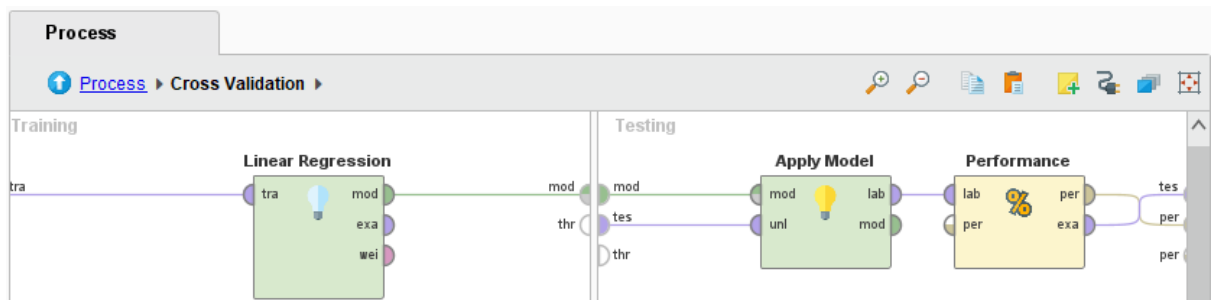 Process
Process Cross Validation
Training
Testing
Linear Regression
Apply Model
Performance
tra
tra
mod
exa
wei
mod
thr
mod
tes
thr
mod
unl
lab
mod
lab
per
%
per
exa
tes
per
per